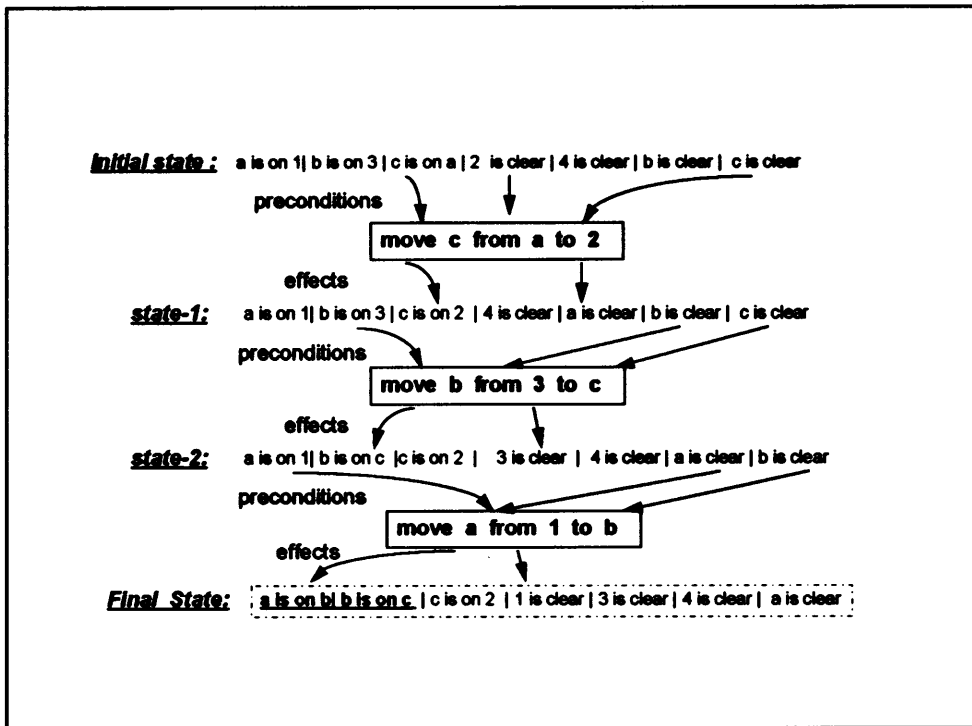 Initial state : a is on 1| b is on 3 | c is on a | 2 is clear | 4 is clear | b is clear | c is clear
preconditions
move c from a to 2
effects
state-1: a is on 1| b is on 3 | c is on 2 | 4 is clear | a is clear | b is clear | c is clear
preconditions
move b from 3 to c
effects
state-2: a is on 1| b is on c | c is on 2 | 3 is clear | 4 is clear | a is clear | b is clear
preconditions
move a from 1 to b
effects
Final State: a is on b| b is on c | c is on 2 | 1 is clear | 3 is clear | 4 is clear | a is clear